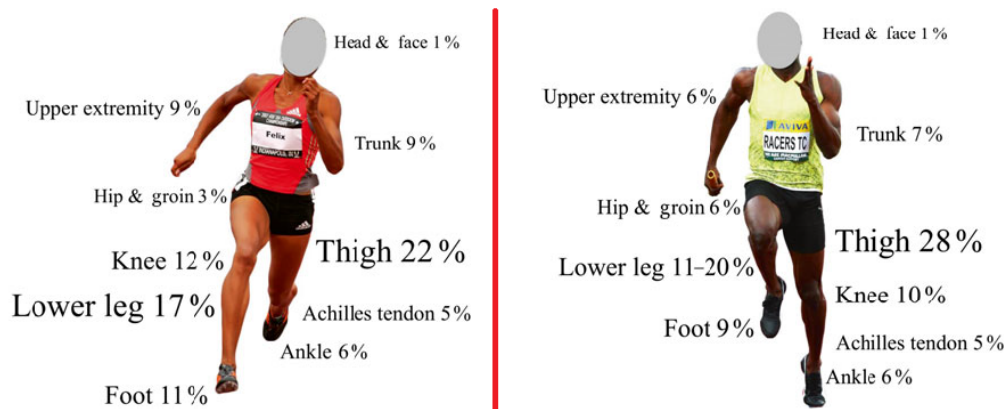 Head & face 1%
Upper extremity 9%
Felix
Trunk 9%
Hip & groin 3%
Thigh 22%
Knee 12%
Lower leg 17%
Achilles tendon 5%
Ankle 6%
Foot 11%
Head & face 1%
Upper extremity 6%
AVIVA
RACERS TC
Trunk 7%
Hip & groin 6%
Thigh 28%
Lower leg 11–20%
Knee 10%
Foot 9%
Achilles tendon 5%
Ankle 6%